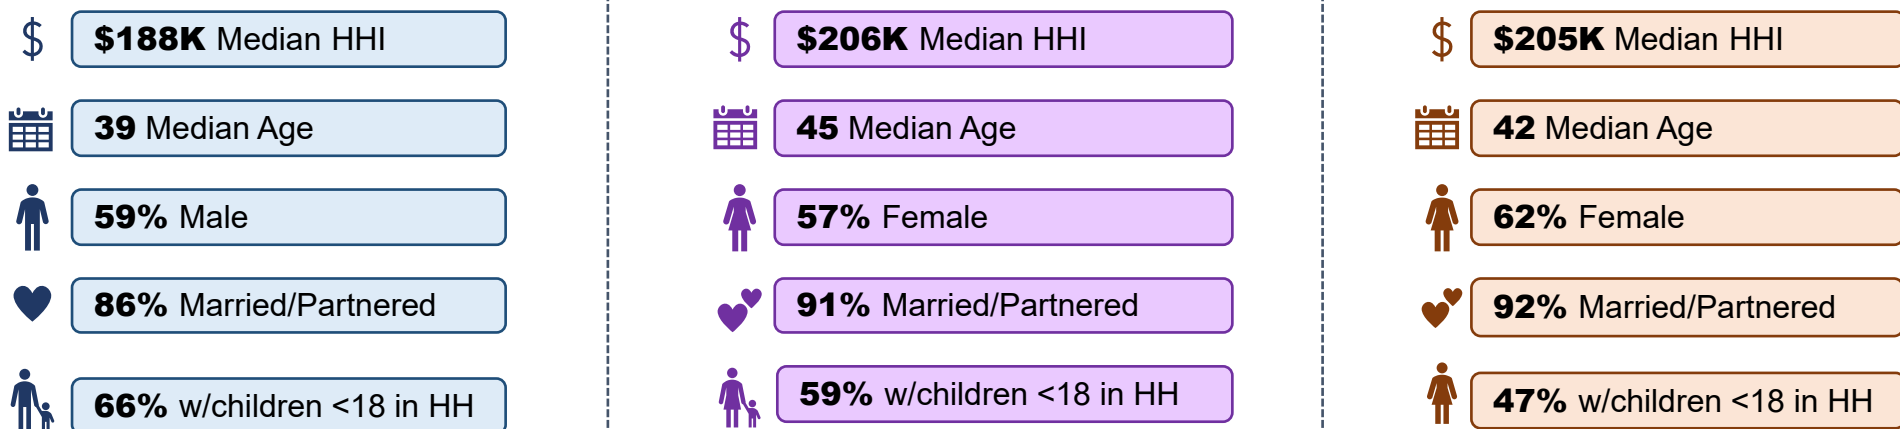 $188K Median HHI
39 Median Age
59% Male
86% Married/Partnered
66% w/children <18 in HH
$206K Median HHI
45 Median Age
57% Female
91% Married/Partnered
59% w/children <18 in HH
$205K Median HHI
42 Median Age
62% Female
92% Married/Partnered
47% w/children <18 in HH